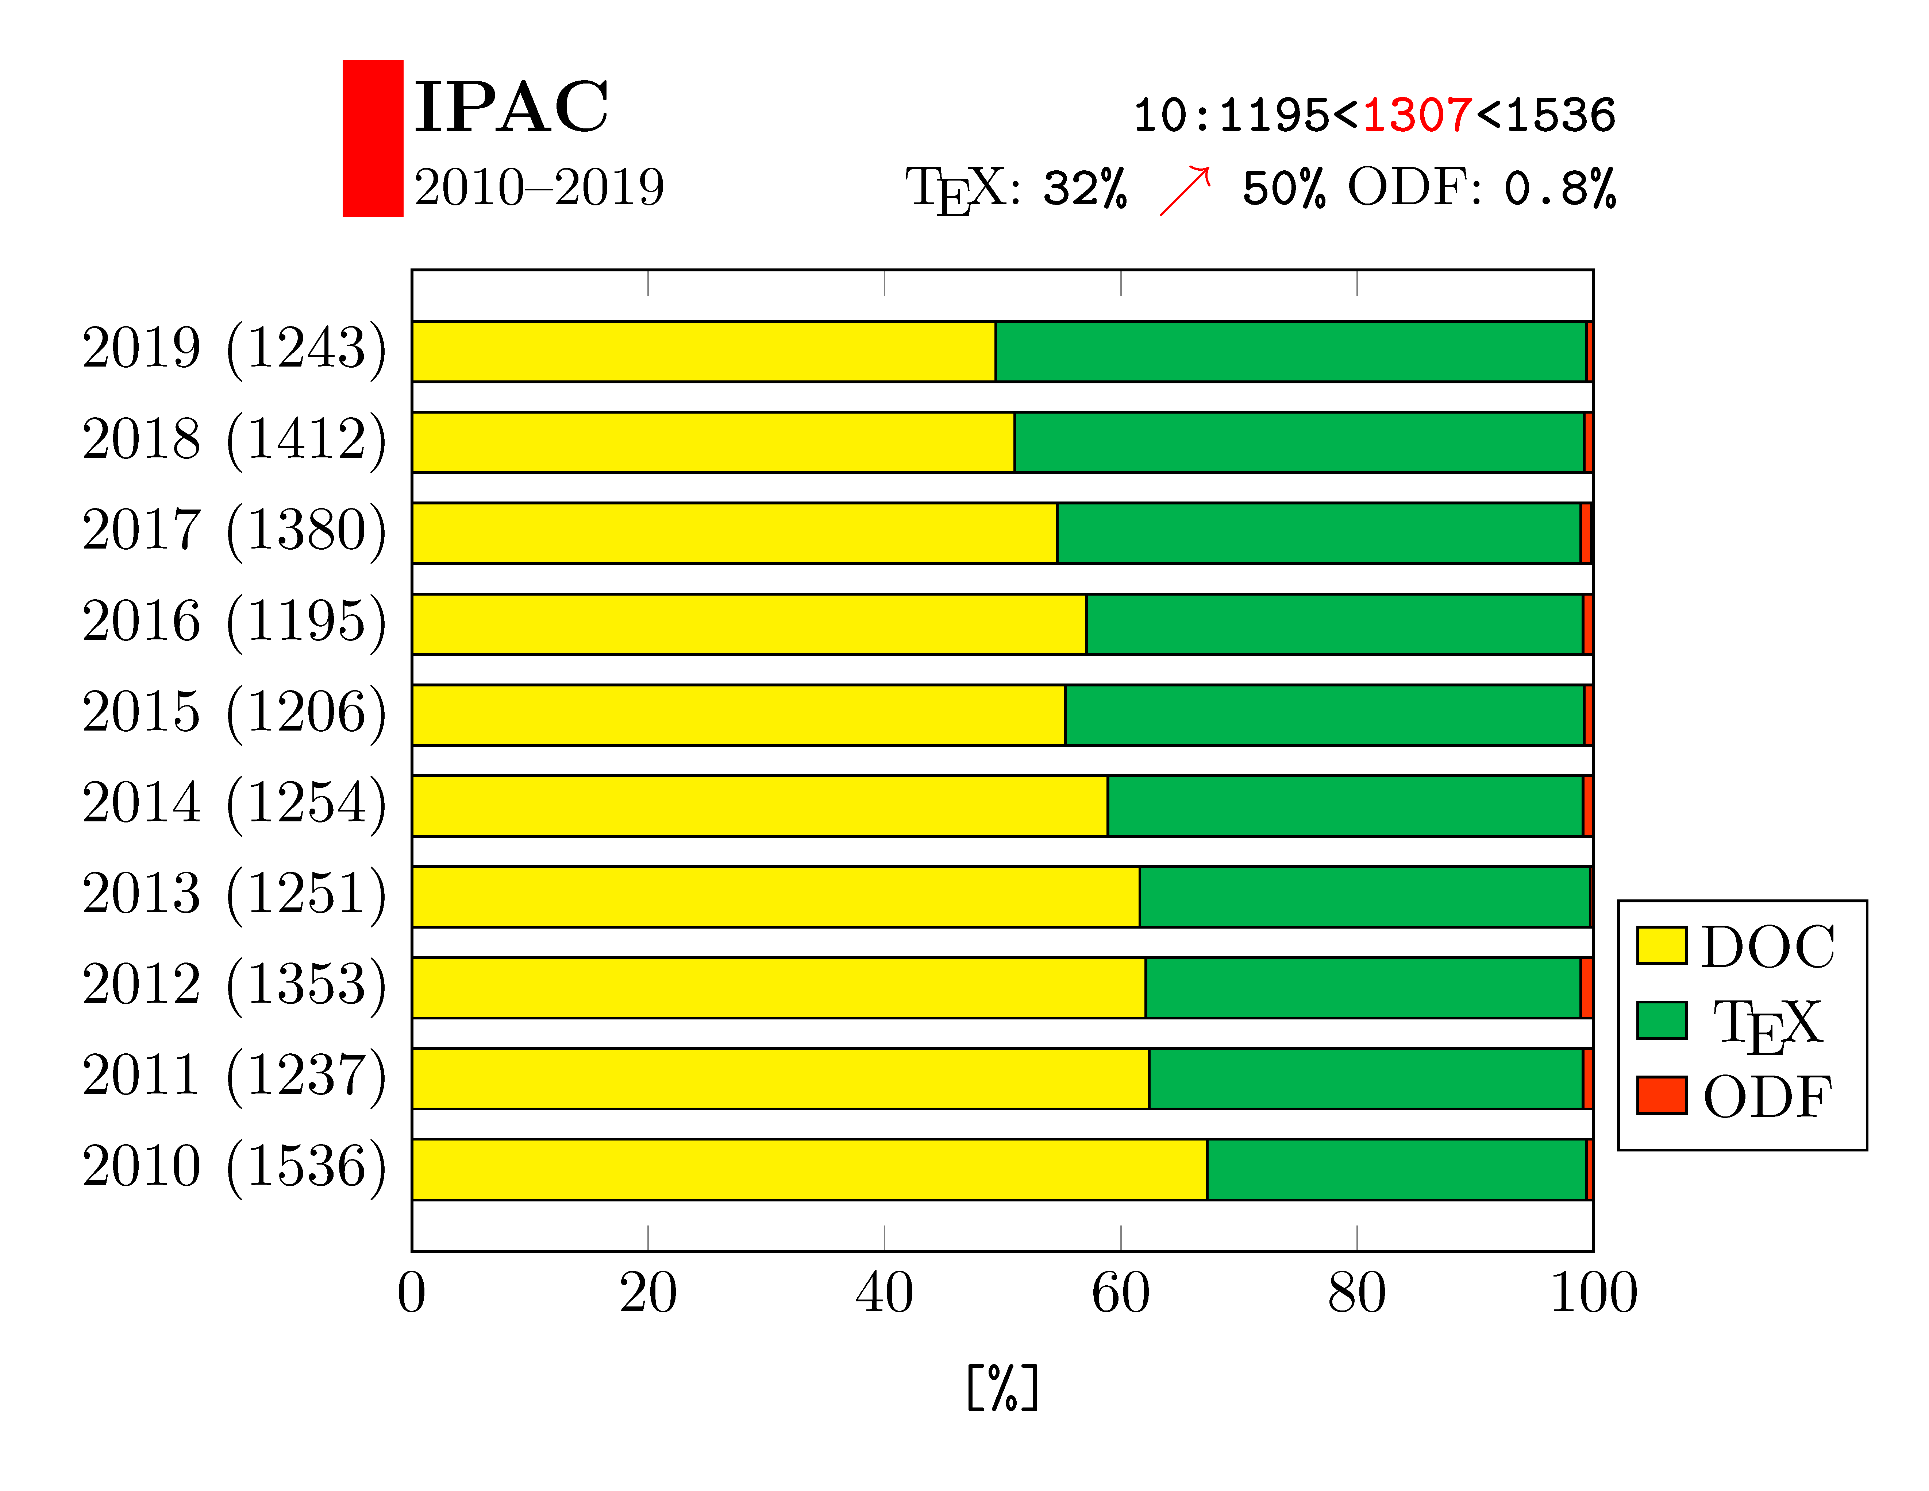 IPAC
2010–2019
10:1195<1307<1536
TEX: 32% ↗ 50% ODF: 0.8%
2019 (1243)
2018 (1412)
2017 (1380)
2016 (1195)
2015 (1206)
2014 (1254)
2013 (1251)
2012 (1353)
2011 (1237)
2010 (1536)
DOC
TEX
ODF
0 20 40 60 80 100
[%]